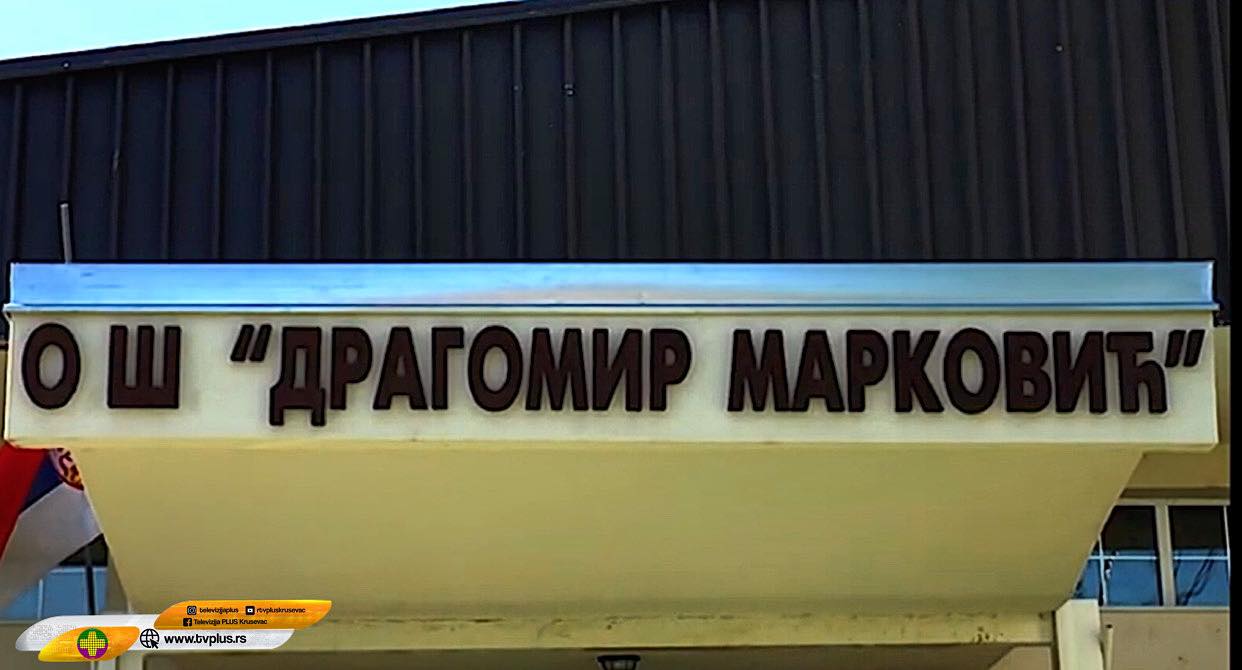 О Ш "ДРАГОМИР МАРКОВИЋ"
televizijaplus rtvpluskrusevac
Televizija PLUS Krusevac
www.tvplus.rs